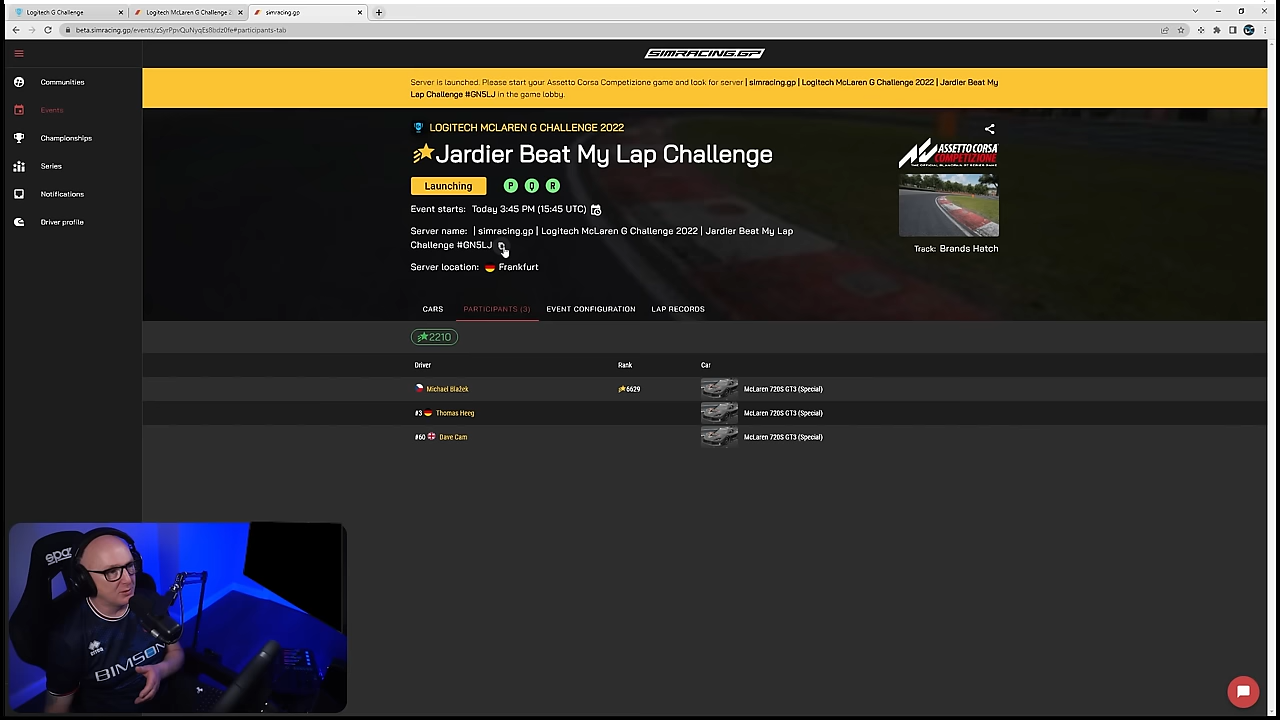 Logitech G Challenge
Logitech McLaren G Challenge 2
simracing.gp
beta.simracing.gp/events/zSyrPpvQuNyqEs8bdz0fe#participants-tab
SIMRACING.GP
Communities
Events
Championships
Series
Notifications
Driver profile
Server is launched. Please start your Assetto Corsa Competizione game and look for server | simracing.gp | Logitech McLaren G Challenge 2022 | Jardier Beat My
Lap Challenge #GN5LJ in the game lobby.
LOGITECH MCLAREN G CHALLENGE 2022
Jardier Beat My Lap Challenge
Launching P Q R
Event starts: Today 3:45 PM (15:45 UTC)
Server name: | simracing.gp | Logitech McLaren G Challenge 2022 | Jardier Beat My Lap
Challenge #GN5LJ
Server location: Frankfurt
ASSETTO CORSA
COMPETIZIONE
Track: Brands Hatch
CARS PARTICIPANTS (3) EVENT CONFIGURATION LAP RECORDS
2210
Driver Rank Car
Michael Blažek 6629 McLaren 720S GT3 (Special)
#3 Thomas Heeg McLaren 720S GT3 (Special)
#60 Dave Cam McLaren 720S GT3 (Special)
BIMSON